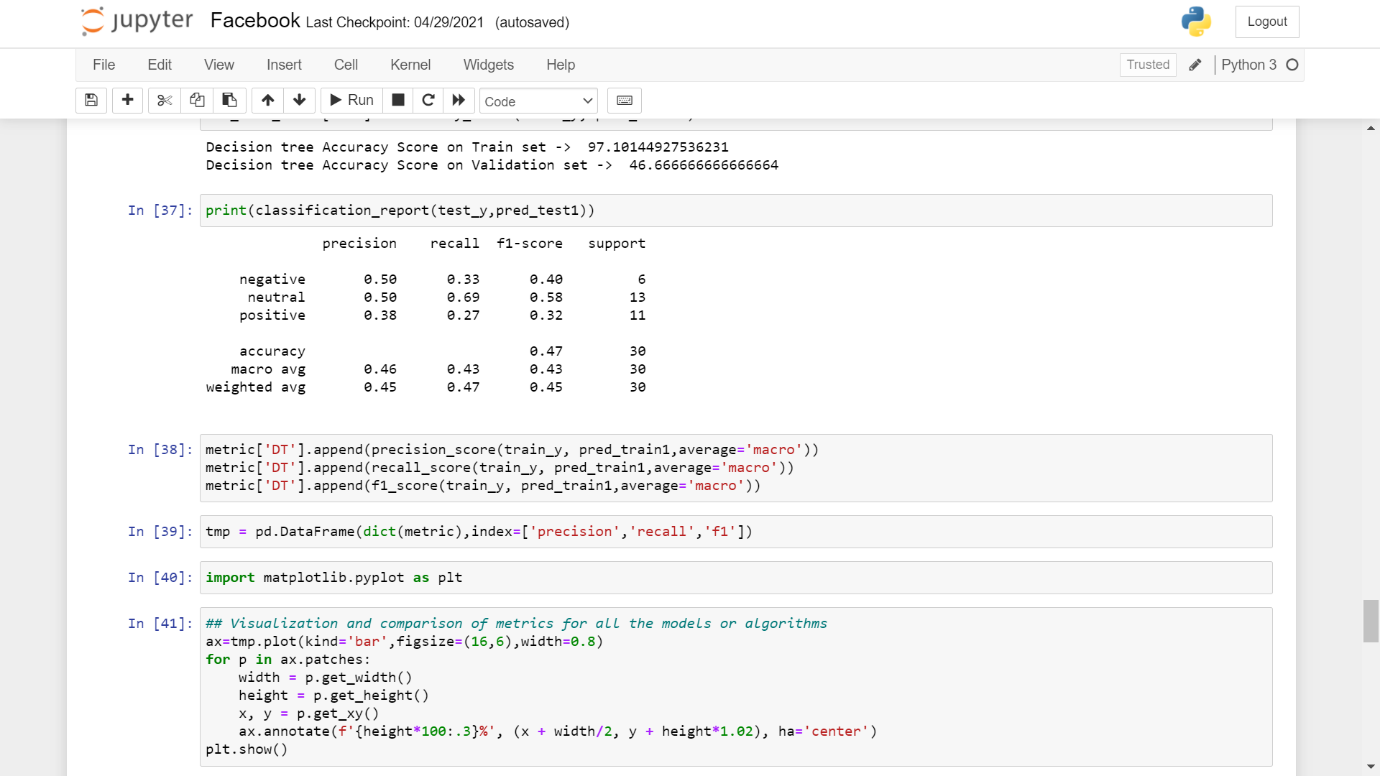 jupyter Facebook Last Checkpoint: 04/29/2021 (autosaved) Logout
File Edit View Insert Cell Kernel Widgets Help Trusted Python 3
Run Code
Decision tree Accuracy Score on Train set -> 97.10144927536231
Decision tree Accuracy Score on Validation set -> 46.666666666666664
In [37]: print(classification_report(test_y,pred_test1))
precision recall f1-score support
negative 0.50 0.33 0.40 6
neutral 0.50 0.69 0.58 13
positive 0.38 0.27 0.32 11
accuracy 0.47 30
macro avg 0.46 0.43 0.43 30
weighted avg 0.45 0.47 0.45 30
In [38]: metric['DT'].append(precision_score(train_y, pred_train1,average='macro'))
metric['DT'].append(recall_score(train_y, pred_train1,average='macro'))
metric['DT'].append(f1_score(train_y, pred_train1,average='macro'))
In [39]: tmp = pd.DataFrame(dict(metric),index=['precision','recall','f1'])
In [40]: import matplotlib.pyplot as plt
In [41]: ## Visualization and comparison of metrics for all the models or algorithms
ax=tmp.plot(kind='bar',figsize=(16,6),width=0.8)
for p in ax.patches:
    width = p.get_width()
    height = p.get_height()
    x, y = p.get_xy()
    ax.annotate(f'{height*100:.3}%', (x + width/2, y + height*1.02), ha='center')
plt.show()